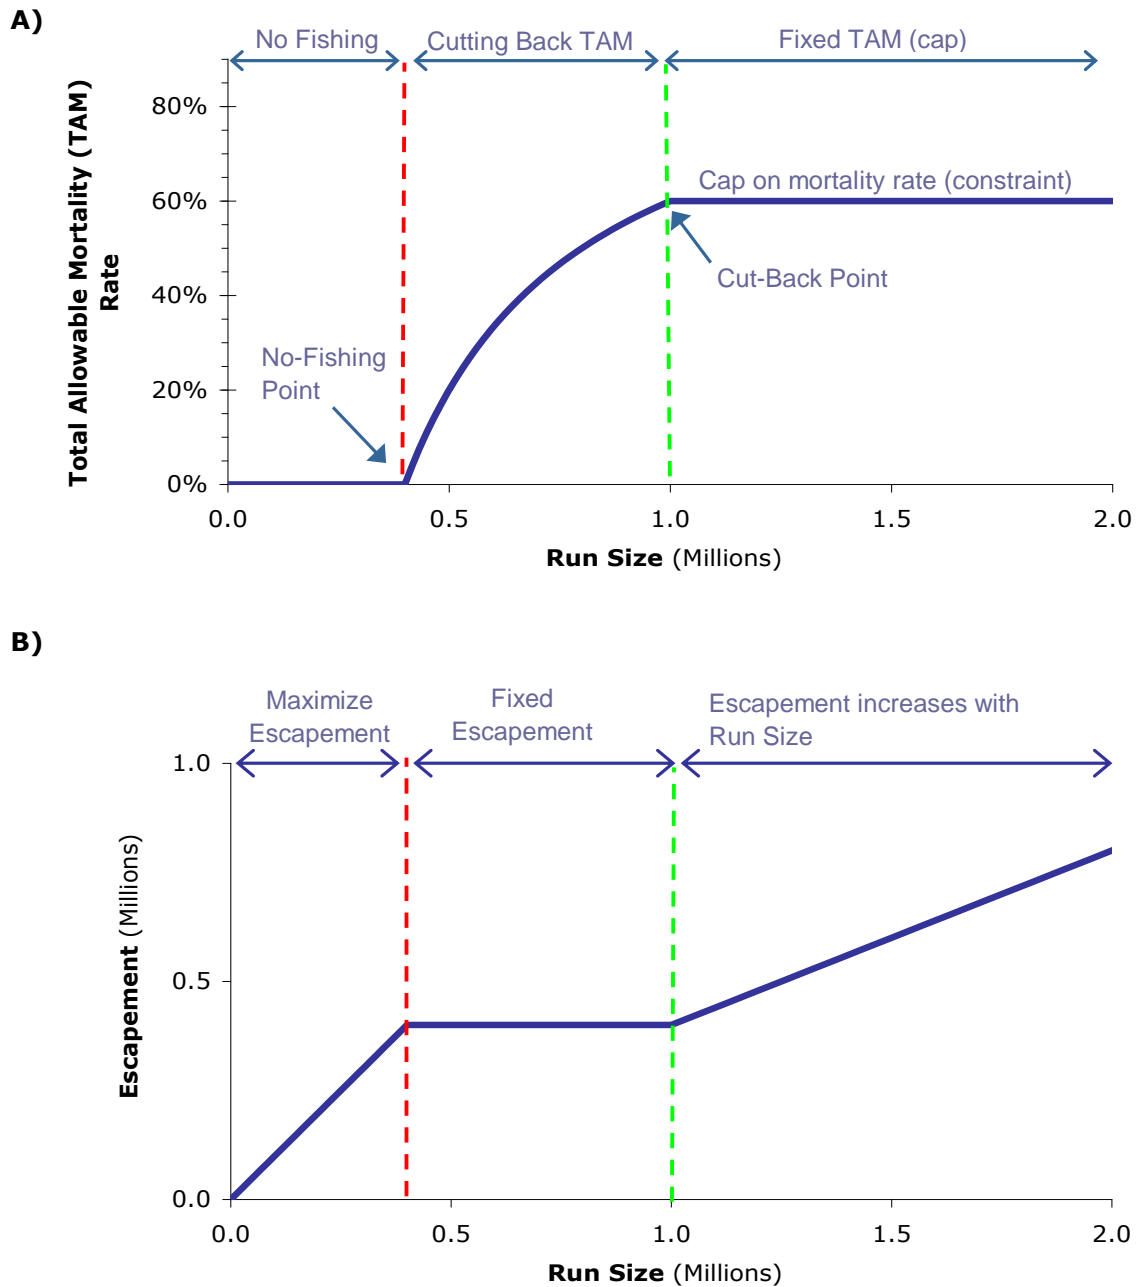 A)
No Fishing
Cutting Back TAM
Fixed TAM (cap)
Total Allowable Mortality (TAM)
Rate
80%
60%
40%
20%
0%
Cap on mortality rate (constraint)
Cut-Back Point
No-Fishing
Point
0.0
0.5
1.0
1.5
2.0
Run Size (Millions)
B)
Maximize
Escapement
Fixed
Escapement
Escapement increases with
Run Size
Escapement (Millions)
1.0
0.5
0.0
0.0
0.5
1.0
1.5
2.0
Run Size (Millions)